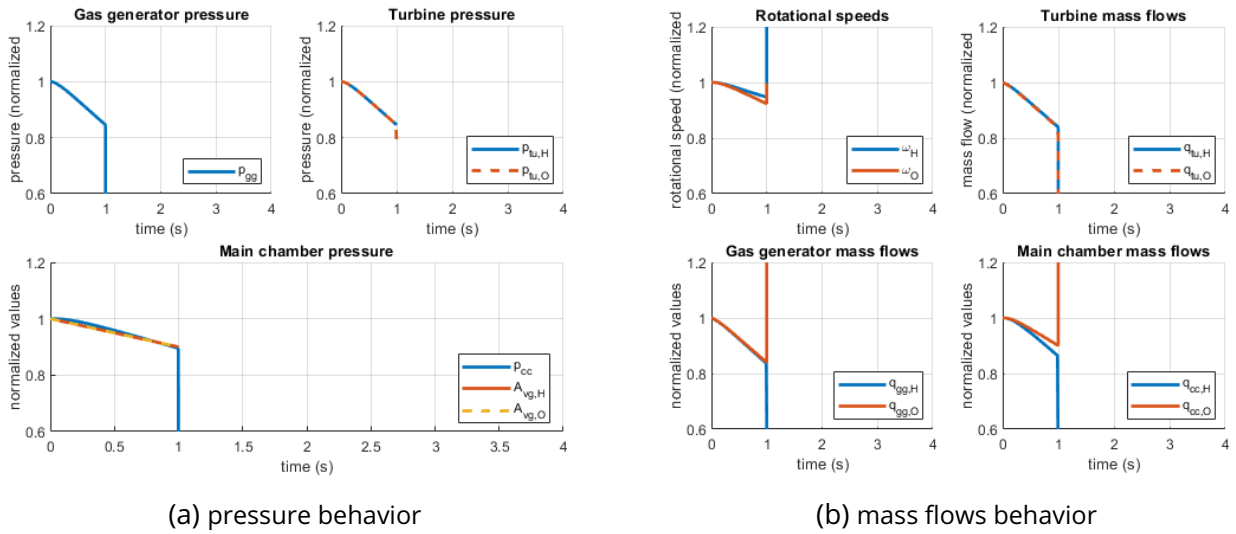 Gas generator pressure
pressure (normalized
1.2
1
0.8
0.6
p_gg
0 1 2 3 4
time (s)
Turbine pressure
pressure (normalized
1.2
1
0.8
0.6
p_tu,H
p_tu,O
0 1 2 3 4
time (s)
Main chamber pressure
normalized values
1.2
1
0.8
0.6
p_cc
A_vg,H
A_vg,O
0 0.5 1 1.5 2 2.5 3 3.5 4
time (s)
(a) pressure behavior
Rotational speeds
rotational speed (normalized
1.2
1
0.8
0.6
ω_H
ω_O
0 1 2 3 4
time (s)
Turbine mass flows
mass flow (normalized
1.2
1
0.8
0.6
q_tu,H
q_tu,O
0 1 2 3 4
time (s)
Gas generator mass flows
normalized values
1.2
1
0.8
0.6
q_gg,H
q_gg,O
0 1 2 3 4
time (s)
Main chamber mass flows
normalized values
1.2
1
0.8
0.6
q_cc,H
q_cc,O
0 1 2 3 4
time (s)
(b) mass flows behavior